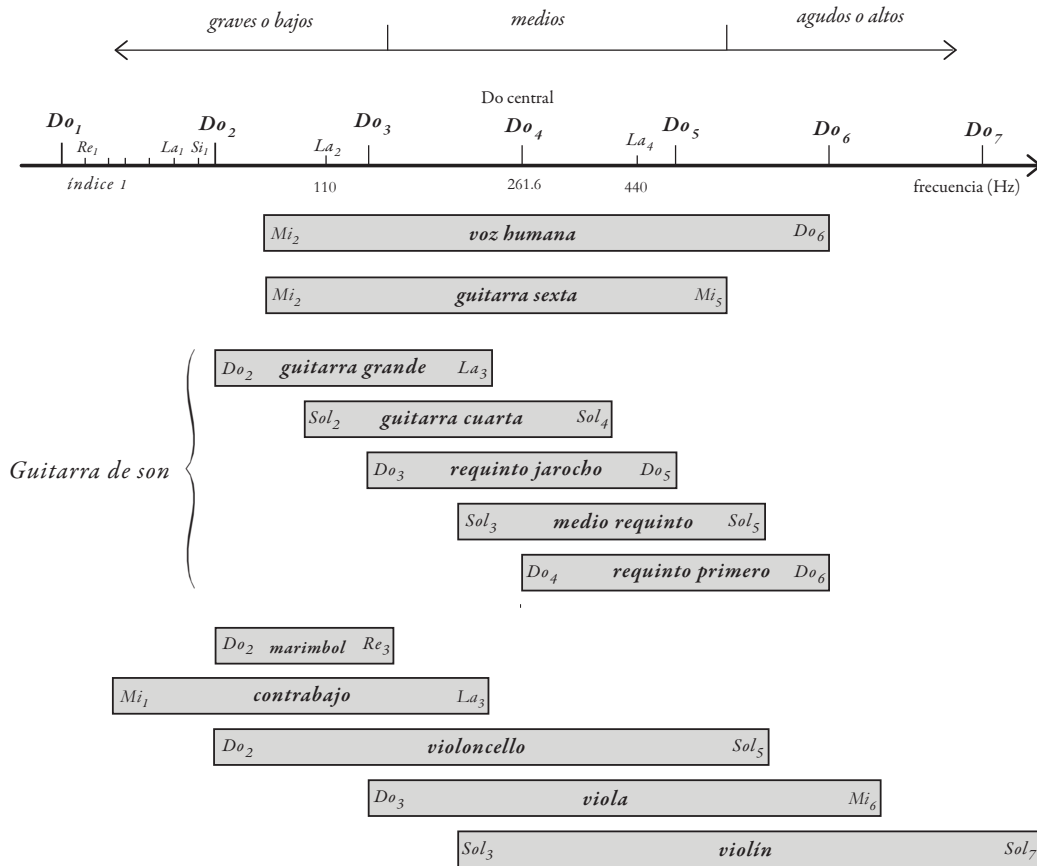 graves o bajos medios agudos o altos
Do central
Do1 Do2 Do3 Do4 Do5 Do6 Do7
Re1 La1 Si1 La2 La4
índice 1 110 261.6 440 frecuencia (Hz)
Mi2 voz humana Do6
Mi2 guitarra sexta Mi5
Do2 guitarra grande La3
Sol2 guitarra cuarta Sol4
Guitarra de son
Do3 requinto jarocho Do5
Sol3 medio requinto Sol5
Do4 requinto primero Do6
Do2 marimbol Re3
Mi1 contrabajo La3
Do2 violoncello Sol5
Do3 viola Mi6
Sol3 violín Sol7